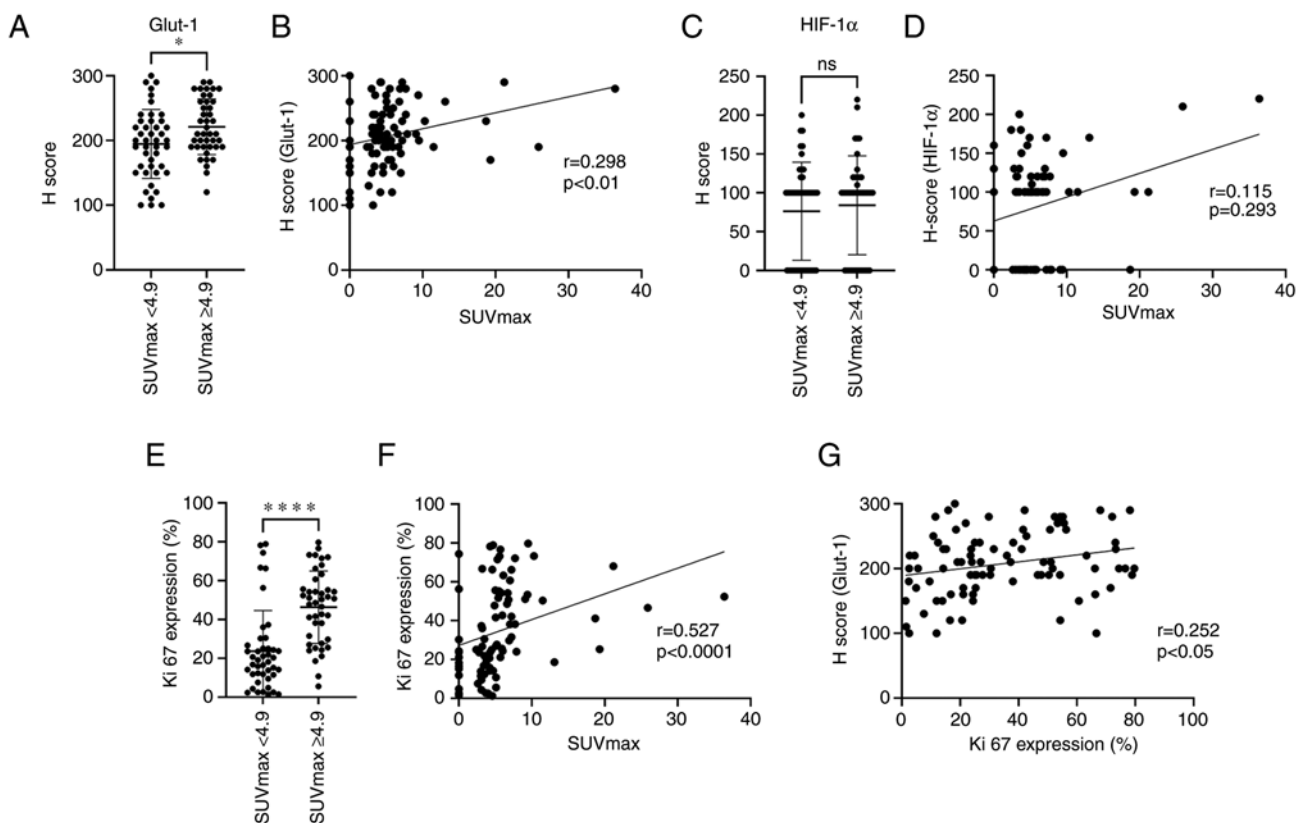 A
Glut-1
*
H score
300
200
100
0
SUVmax <4.9
SUVmax ≥4.9
B
H score (Glut-1)
300
200
100
0
r=0.298
p<0.01
0 10 20 30 40
SUVmax
C
HIF-1α
ns
H score
250
200
150
100
50
0
SUVmax <4.9
SUVmax ≥4.9
D
H-score (HIF-1α)
250
200
150
100
50
0
r=0.115
p=0.293
0 10 20 30 40
SUVmax
E
****
Ki 67 expression (%)
100
80
60
40
20
0
SUVmax <4.9
SUVmax ≥4.9
F
Ki 67 expression (%)
100
80
60
40
20
0
r=0.527
p<0.0001
0 10 20 30 40
SUVmax
G
H score (Glut-1)
300
200
100
0
r=0.252
p<0.05
0 20 40 60 80 100
Ki 67 expression (%)